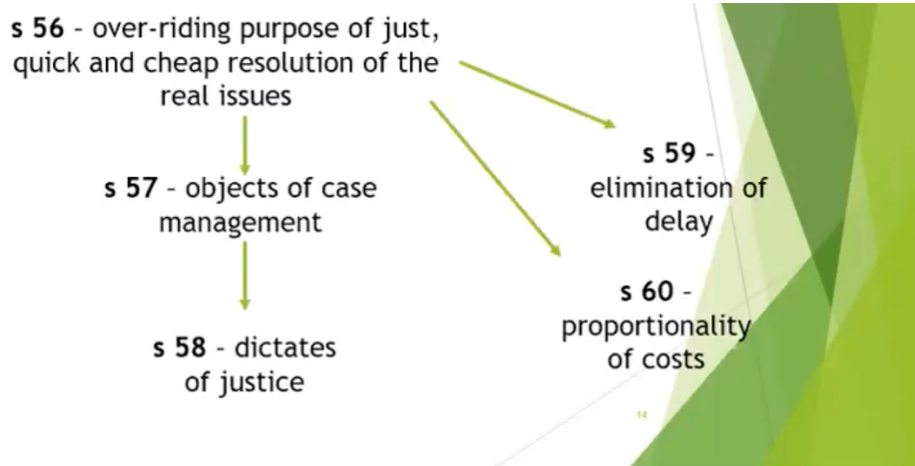 s 56 - over-riding purpose of just,
quick and cheap resolution of the
real issues
s 57 - objects of case
management
s 58 - dictates
of justice
s 59 -
elimination of
delay
s 60 -
proportionality
of costs
14